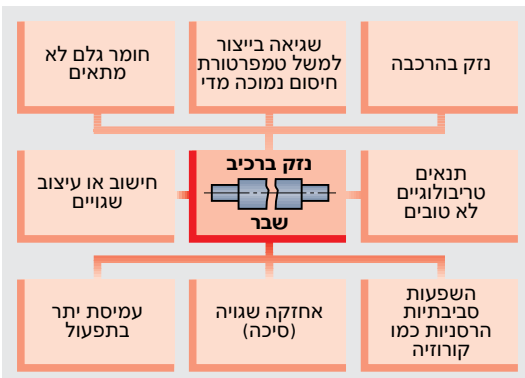 נזק בהרכבה
שגיאה בייצור
למשל טמפרטורת
חיסום נמוכה מדי
חומר גלם לא
מתאים
תנאים
טריבולוגיים
לא טובים
נזק ברכיב
שבר
חישוב או עיצוב
שגויים
השפעות
סביבתיות
הרסניות כמו
קורוזיה
אחזקה שגויה
(סיכה)
עמיסת יתר
בתפעול